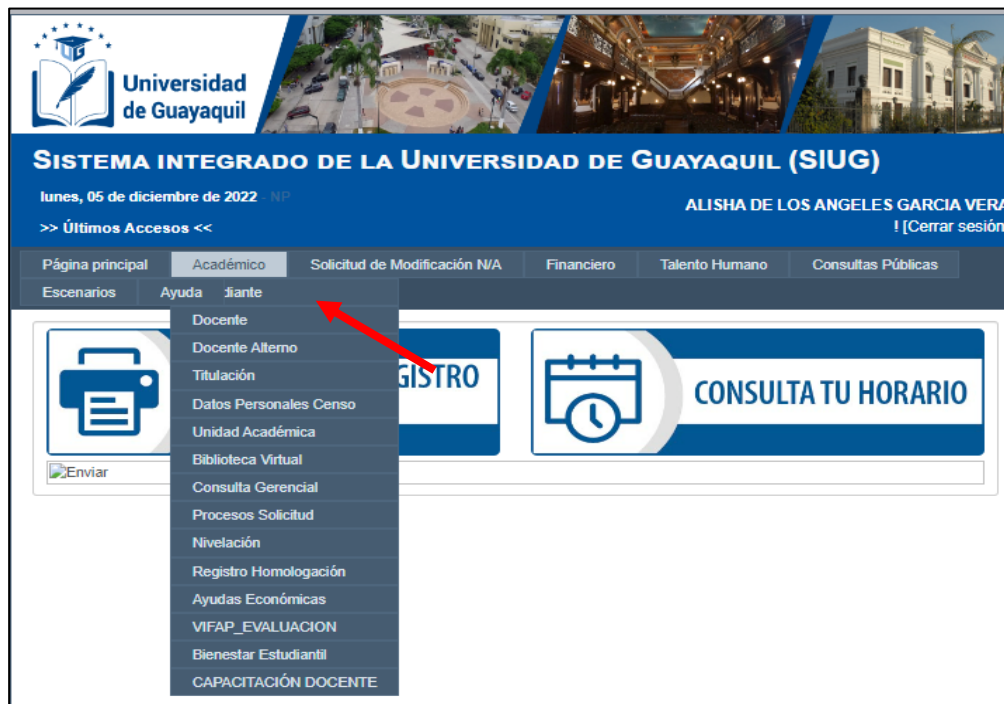 UG
Universidad
de Guayaquil
SISTEMA INTEGRADO DE LA UNIVERSIDAD DE GUAYAQUIL (SIUG)
lunes, 05 de diciembre de 2022 - NP
ALISHA DE LOS ANGELES GARCIA VERA
>> Últimos Accesos <<
! [Cerrar sesión
Página principal Académico Solicitud de Modificación N/A Financiero Talento Humano Consultas Públicas
Escenarios Ayuda diante
Docente
Docente Alterno
Titulación
Datos Personales Censo
Unidad Académica
Biblioteca Virtual
Consulta Gerencial
Procesos Solicitud
Nivelación
Registro Homologación
Ayudas Económicas
VIFAP_EVALUACION
Bienestar Estudiantil
CAPACITACIÓN DOCENTE
GISTRO
CONSULTA TU HORARIO
Enviar